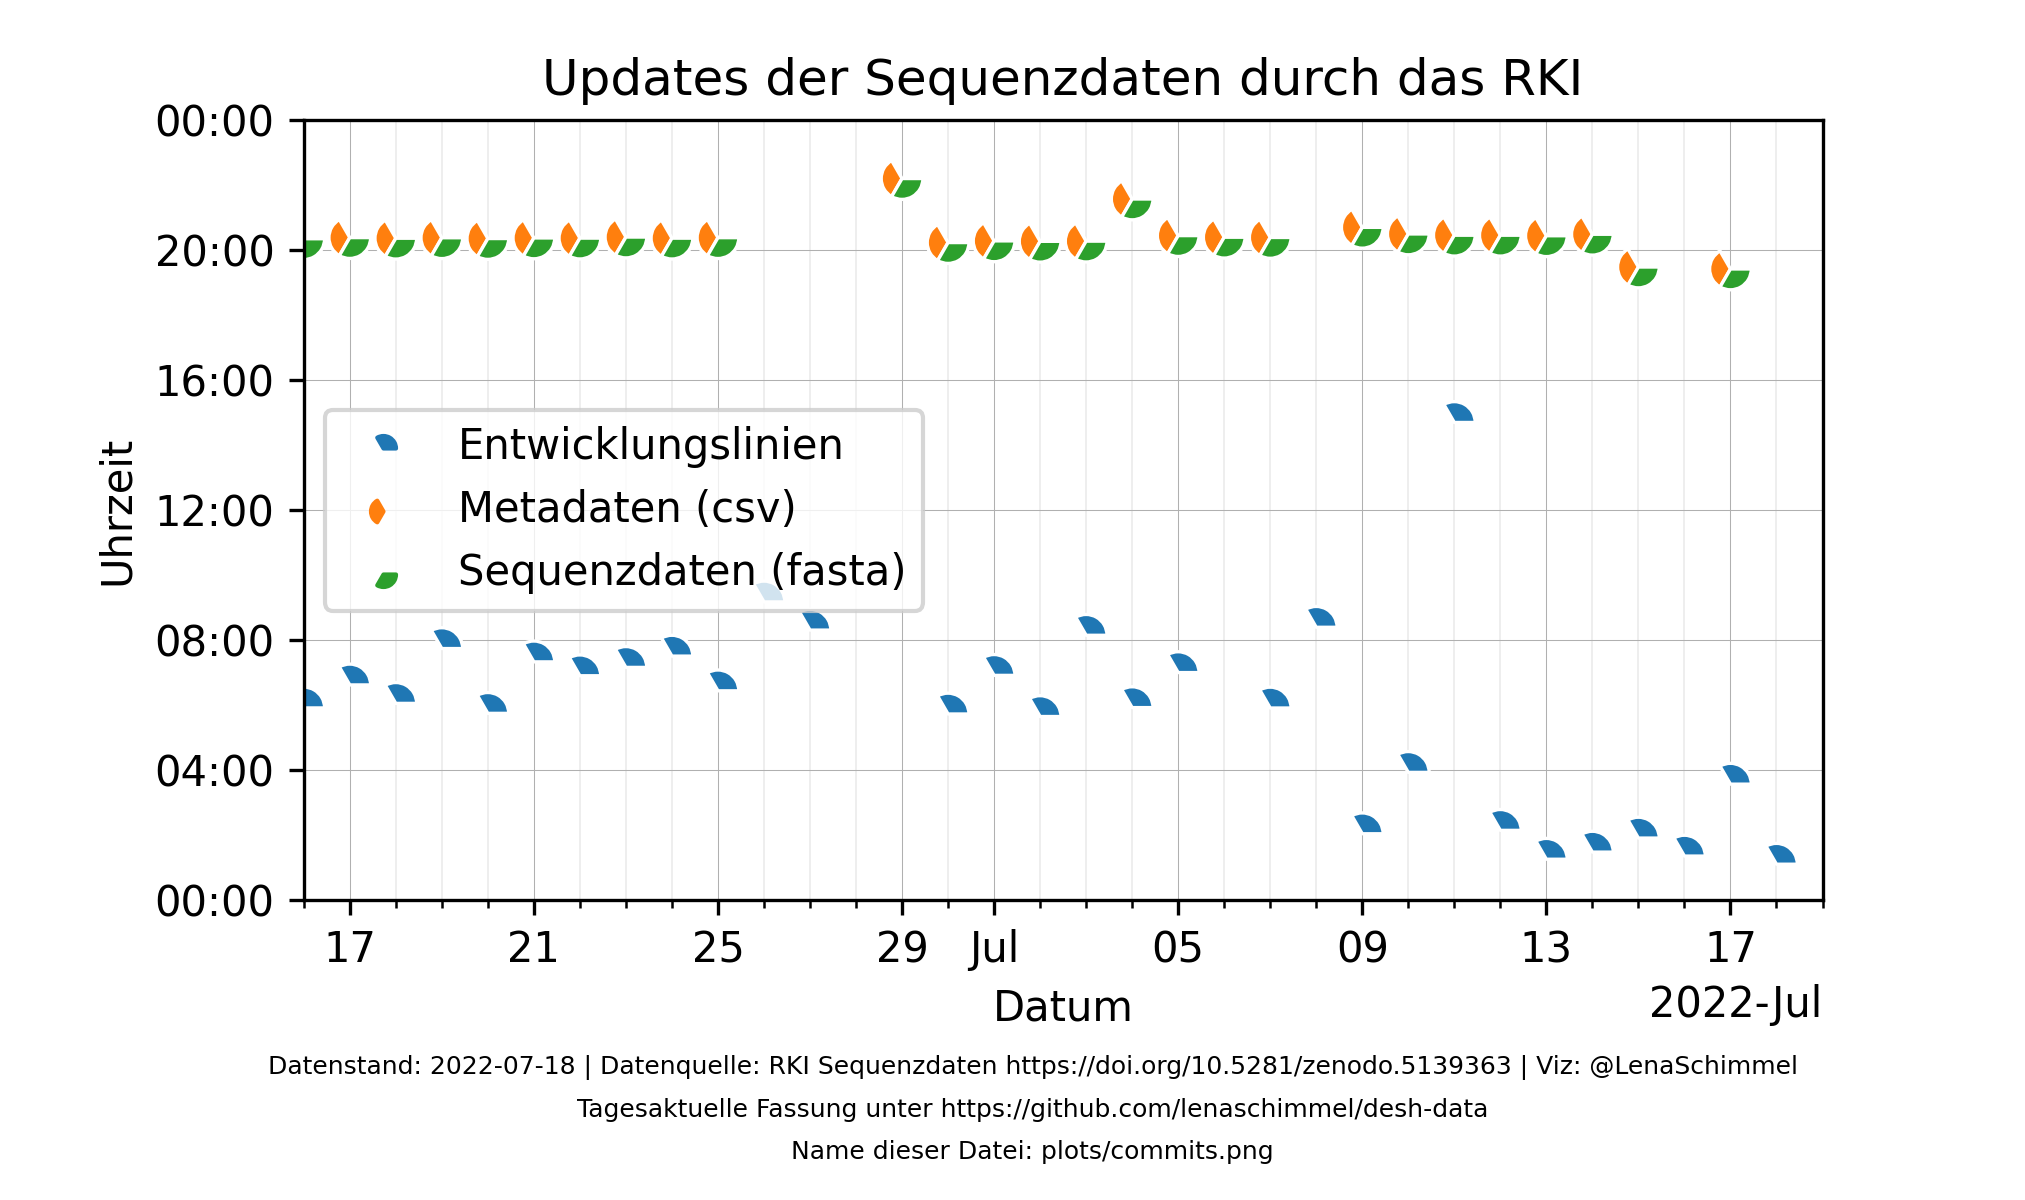 Updates der Sequenzdaten durch das RKI
00:00
20:00
16:00
12:00
08:00
04:00
00:00
Uhrzeit
Entwicklungslinien
Metadaten (csv)
Sequenzdaten (fasta)
17 21 25 29 Jul 05 09 13 17
Datum
2022-Jul
Datenstand: 2022-07-18 | Datenquelle: RKI Sequenzdaten https://doi.org/10.5281/zenodo.5139363 | Viz: @LenaSchimmel
Tagesaktuelle Fassung unter https://github.com/lenaschimmel/desh-data
Name dieser Datei: plots/commits.png